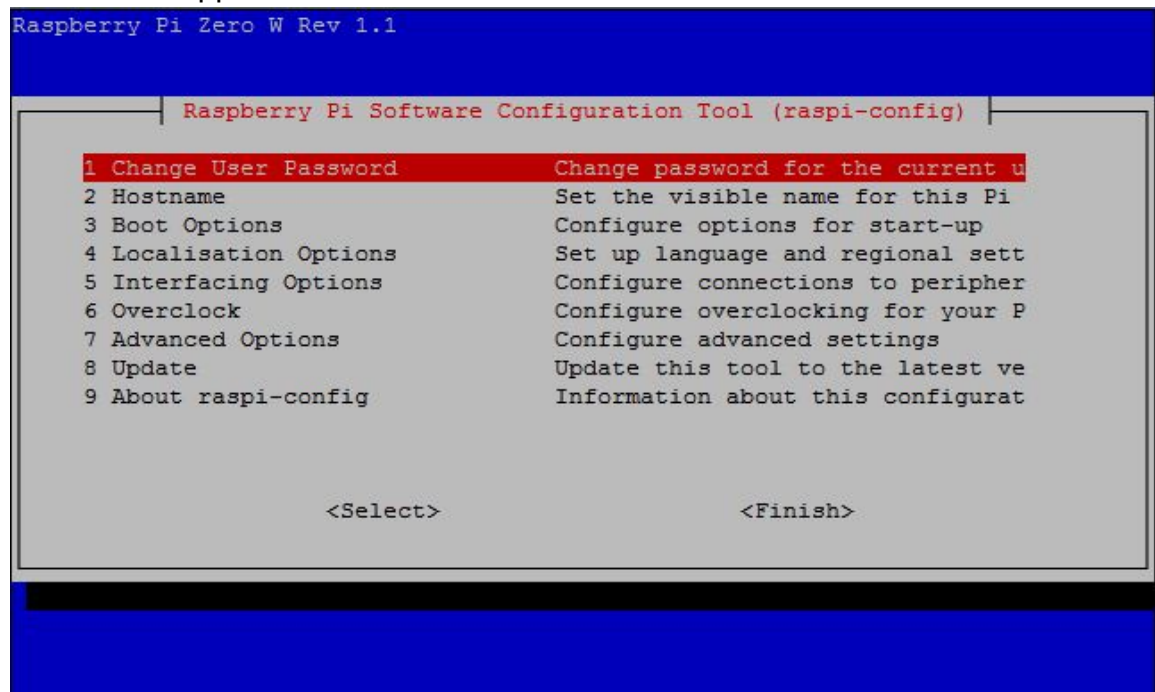 Raspberry Pi Zero W Rev 1.1
Raspberry Pi Software Configuration Tool (raspi-config)
1 Change User Password Change password for the current u
2 Hostname Set the visible name for this Pi
3 Boot Options Configure options for start-up
4 Localisation Options Set up language and regional sett
5 Interfacing Options Configure connections to peripher
6 Overclock Configure overclocking for your P
7 Advanced Options Configure advanced settings
8 Update Update this tool to the latest ve
9 About raspi-config Information about this configurat
<Select> <Finish>